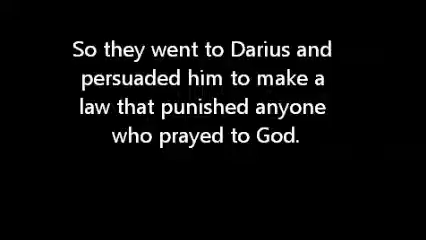 So they went to Darius and
persuaded him to make a
law that punished anyone
who prayed to God.